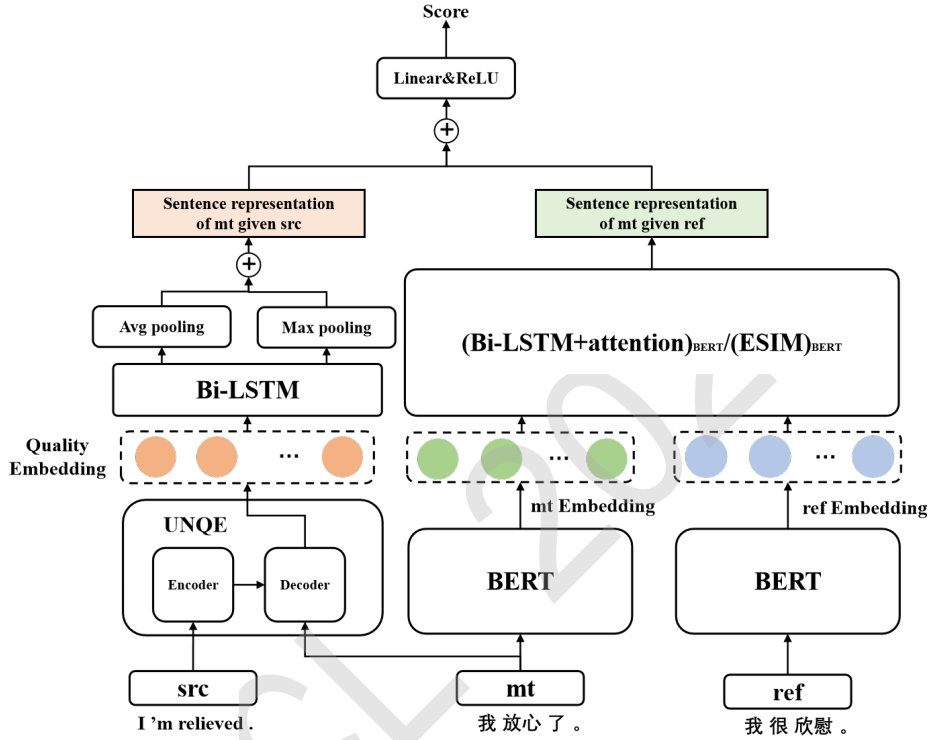 Score
Linear&ReLU
+
Sentence representation
of mt given src
Sentence representation
of mt given ref
+
Avg pooling
Max pooling
(Bi-LSTM+attention)BERT/(ESIM)BERT
Bi-LSTM
Quality
Embedding
...
...
...
mt Embedding
ref Embedding
UNQE
Encoder
Decoder
BERT
BERT
src
mt
ref
I 'm relieved .
我 放心 了 。
我 很 欣慰 。
CL 202